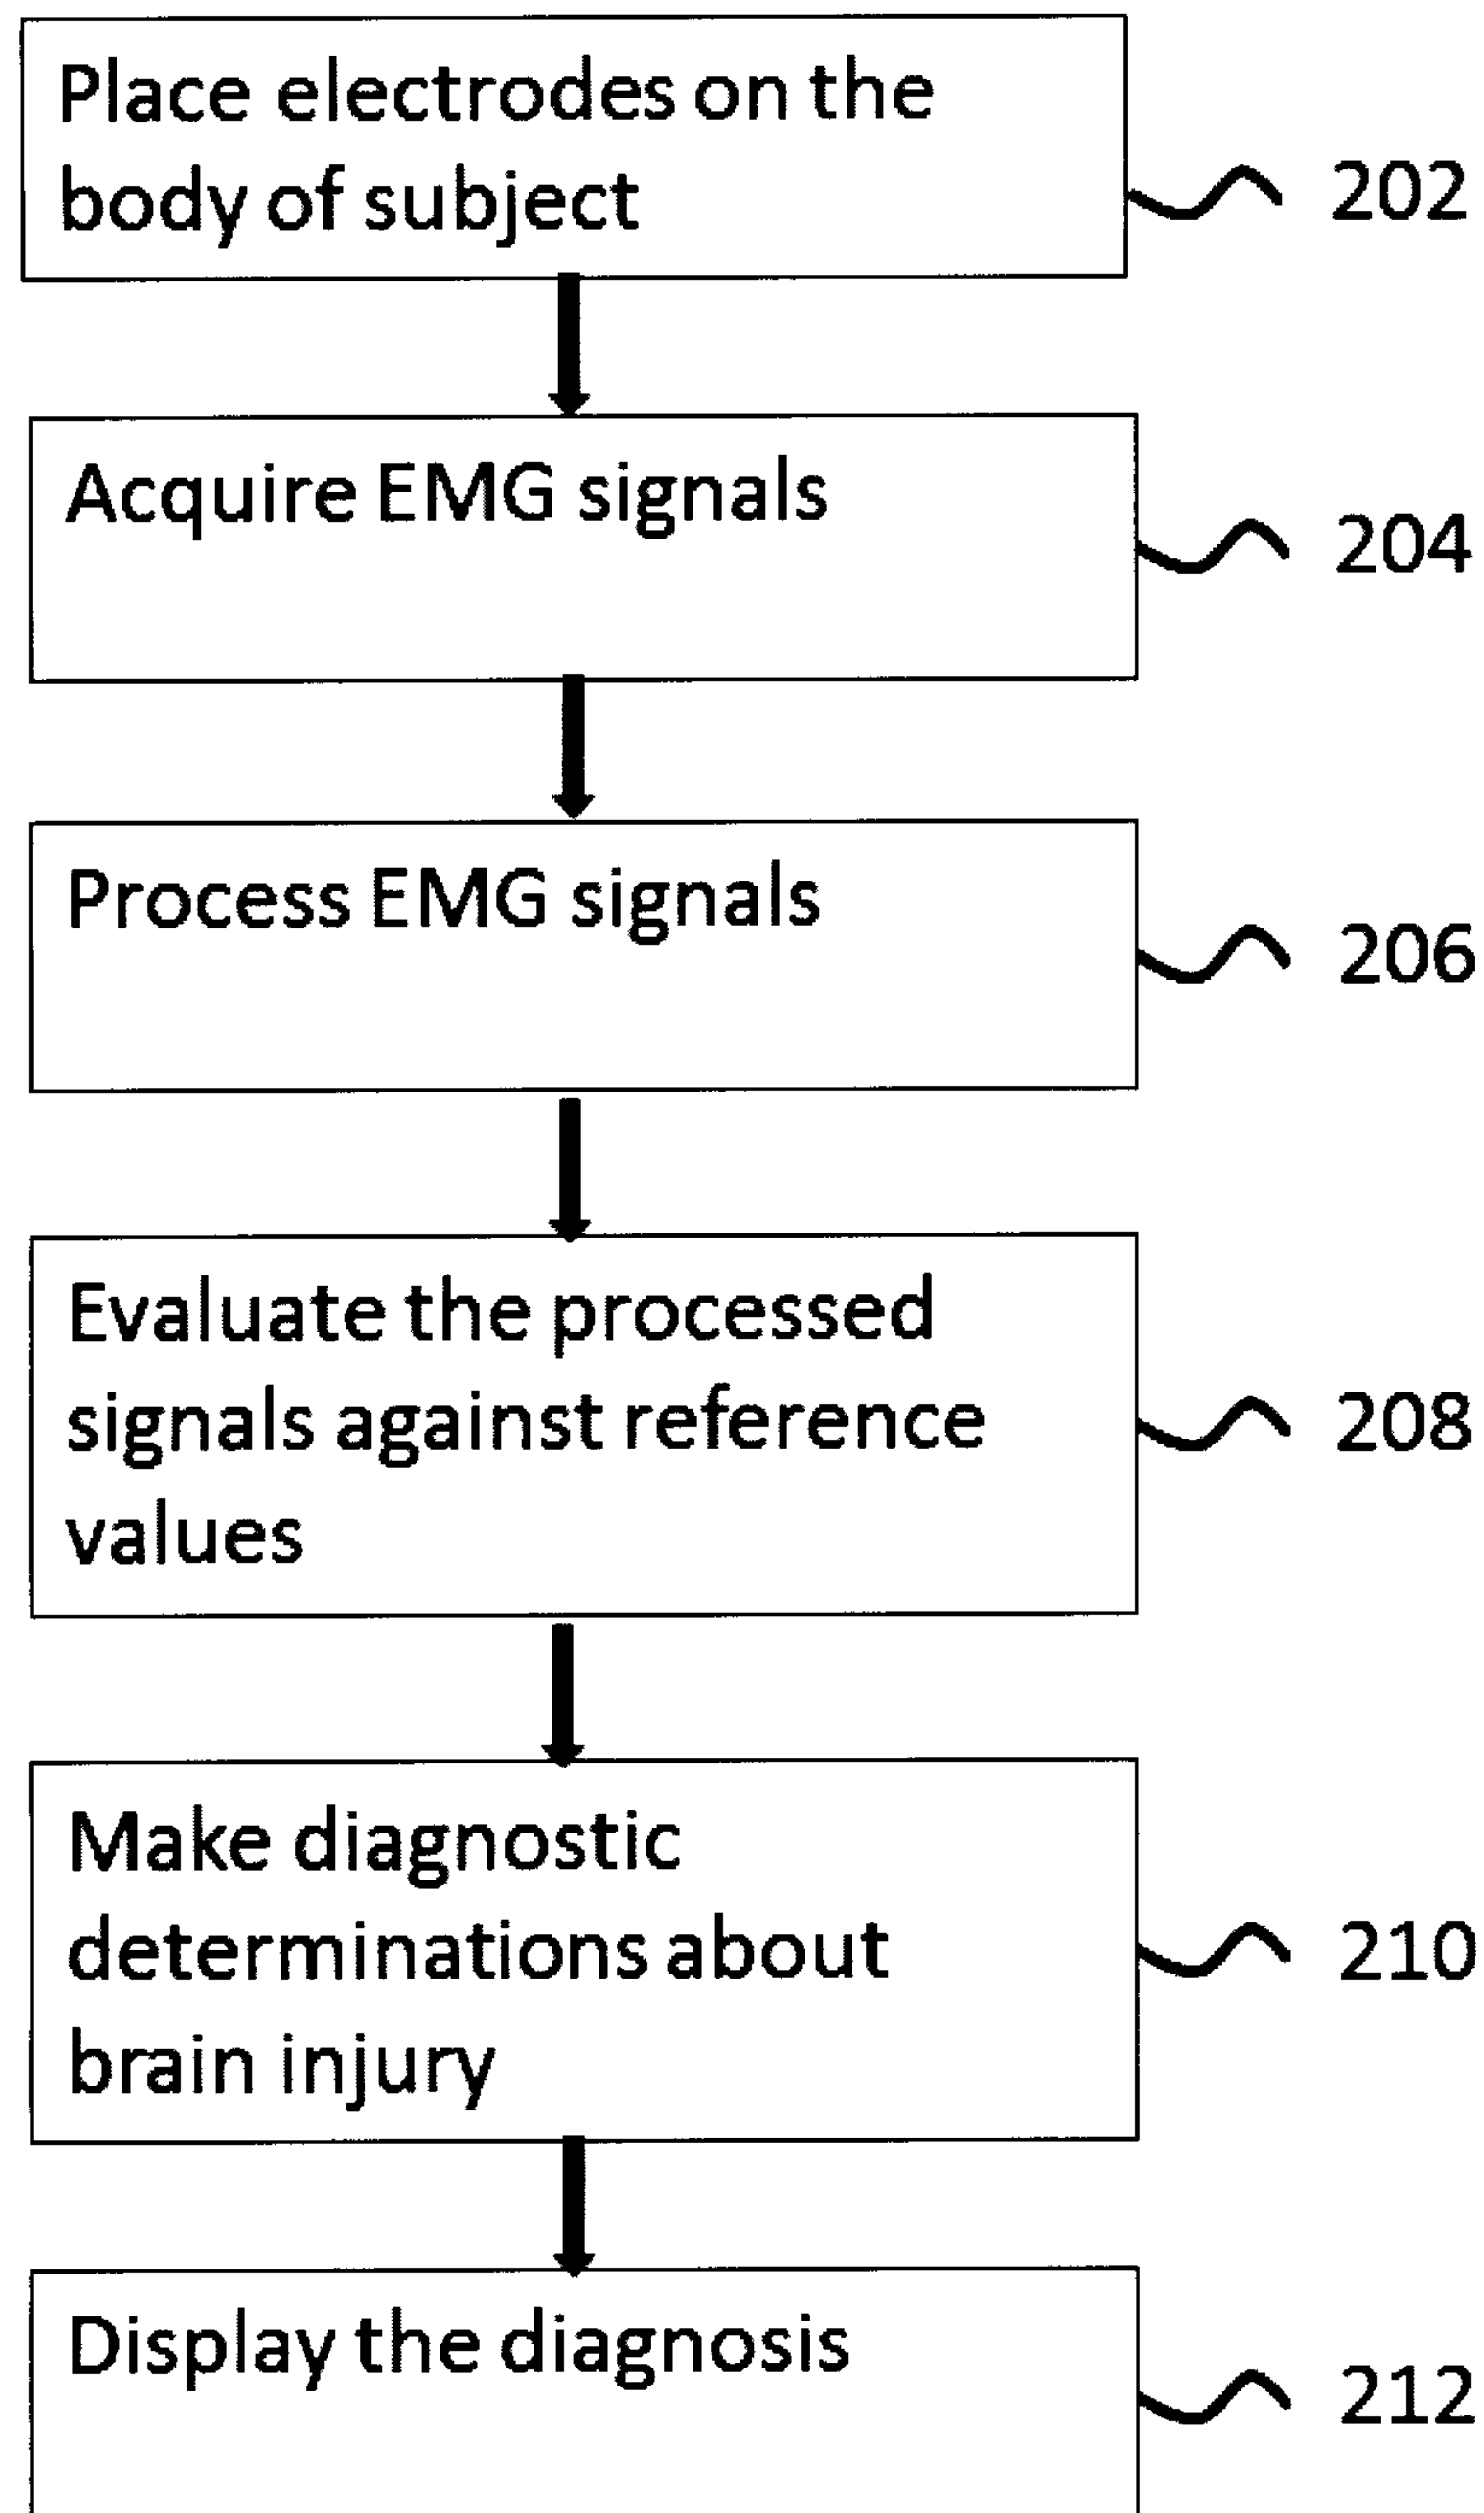 Place electrodes on the
body of subject
202
Acquire EMG signals
204
Process EMG signals
206
Evaluate the processed
signals against reference
values
208
Make diagnostic
determinations about
brain injury
210
Display the diagnosis
212